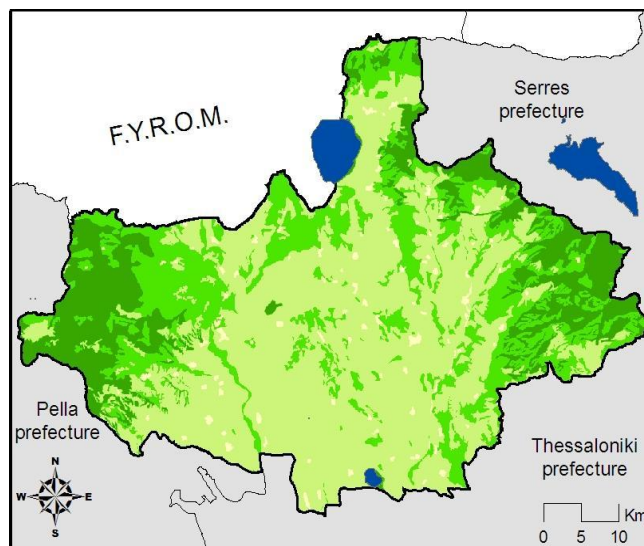 F.Y.R.O.M.
Serres
prefecture
Pella
prefecture
Thessaloniki
prefecture
N
W
E
S
Km
0 5 10